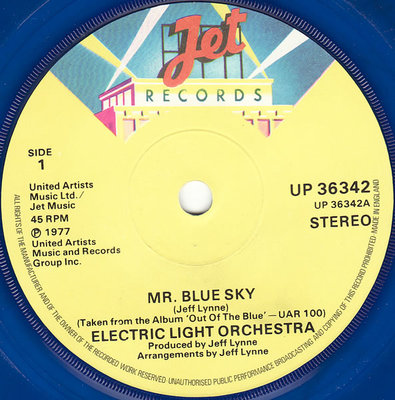 Jet
RECORDS
SIDE
1
United Artists
Music Ltd./
Jet Music
45 RPM
Ⓟ 1977
United Artists
Music and Records
Group Inc.
UP 36342
UP 36342A
STEREO
MADE IN ENGLAND
MR. BLUE SKY
(Jeff Lynne)
(Taken from the Album 'Out Of The Blue' — UAR 100)
ELECTRIC LIGHT ORCHESTRA
Produced by Jeff Lynne
Arrangements by Jeff Lynne
ALL RIGHTS OF THE MANUFACTURER AND OF THE OWNER OF THE RECORDED WORK RESERVED UNAUTHORISED PUBLIC PERFORMANCE BROADCASTING AND COPYING OF THIS RECORD PROHIBITED